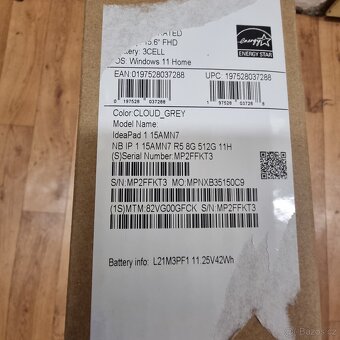 RATED
15.6" FHD
tery: 3CELL
OS: Windows 11 Home
ENERGY STAR
EAN:0197528037288
UPC: 197528037288
0 197528 037288
1 97528 03728 8
Color:CLOUD_GREY
Model Name:
IdeaPad 1 15AMN7
NB IP 1 15AMN7 R5 8G 512G 11H
(S)Serial Number:MP2FFKT3
S/N:MP2FFKT3 MO:MPNXB35150C9
(1S)MTM:82VG00GFCK S/N:MP2FFKT3
Battery info: L21M3PF1 11.25V42Wh